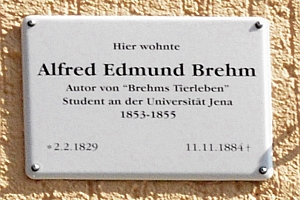 Hier wohnte
Alfred Edmund Brehm
Autor von "Brehms Tierleben"
Student an der Universität Jena
1853-1855
* 2.2.1829 11.11.1884 †